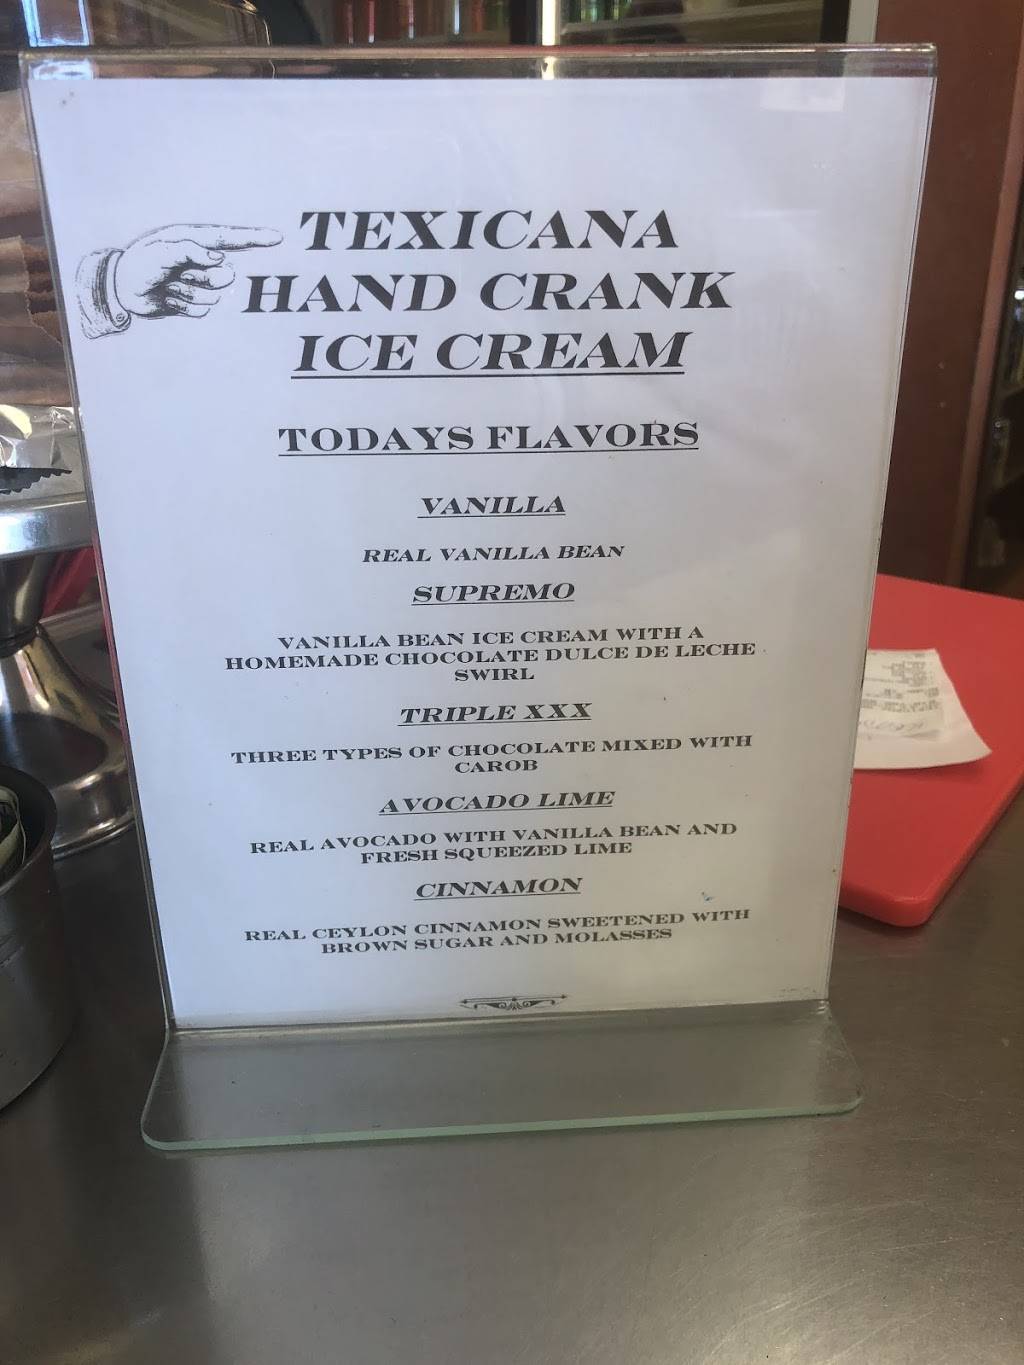 TEXICANA
HAND CRANK
ICE CREAM
TODAYS FLAVORS
VANILLA
REAL VANILLA BEAN
SUPREMO
VANILLA BEAN ICE CREAM WITH A
HOMEMADE CHOCOLATE DULCE DE LECHE
SWIRL
TRIPLE XXX
THREE TYPES OF CHOCOLATE MIXED WITH
CAROB
AVOCADO LIME
REAL AVOCADO WITH VANILLA BEAN AND
FRESH SQUEEZED LIME
CINNAMON
REAL CEYLON CINNAMON SWEETENED WITH
BROWN SUGAR AND MOLASSES